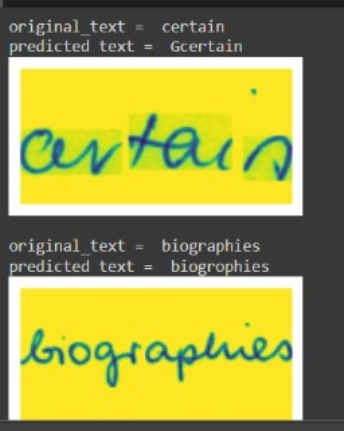 original_text =  certain
predicted text =  Gcertain
certain
original_text =  biographies
predicted text =  biogrophies
biographies